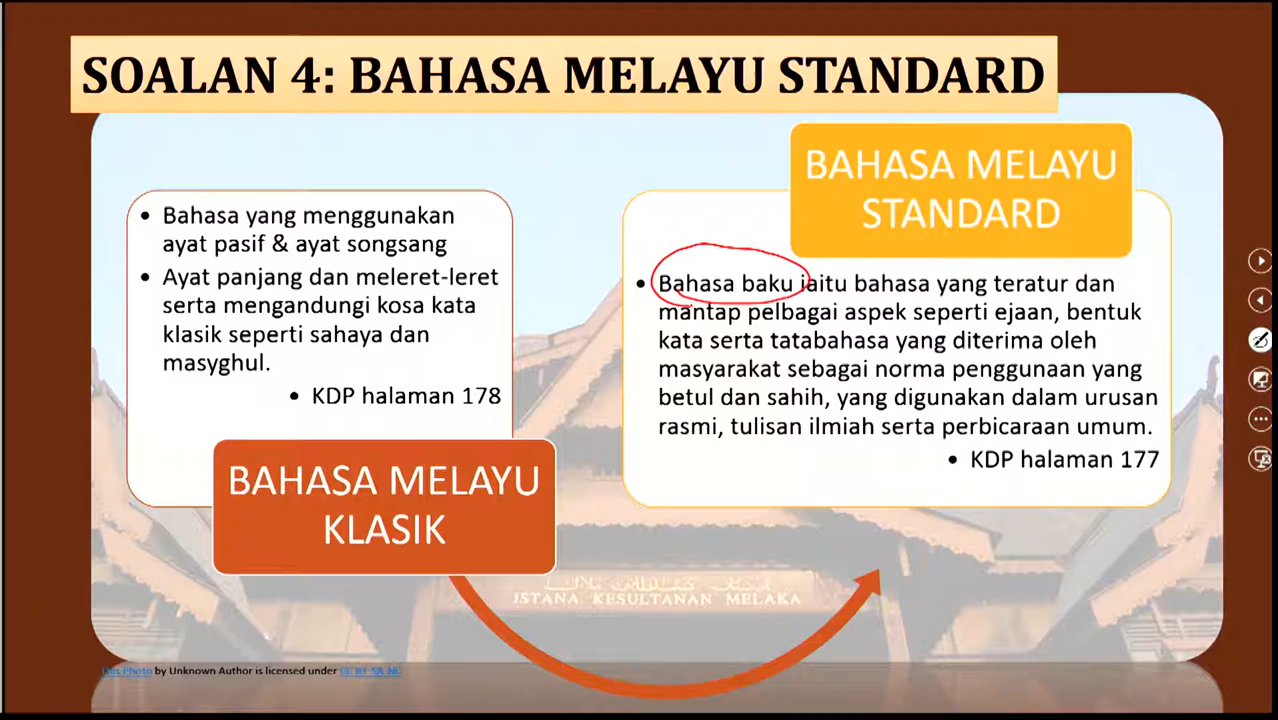 SOALAN 4: BAHASA MELAYU STANDARD
• Bahasa yang menggunakan
ayat pasif & ayat songsang
• Ayat panjang dan meleret-leret
serta mengandungi kosa kata
klasik seperti sahaya dan
masyghul.
• KDP halaman 178
BAHASA MELAYU
KLASIK
BAHASA MELAYU
STANDARD
• Bahasa baku iaitu bahasa yang teratur dan
mantap pelbagai aspek seperti ejaan, bentuk
kata serta tatabahasa yang diterima oleh
masyarakat sebagai norma penggunaan yang
betul dan sahih, yang digunakan dalam urusan
rasmi, tulisan ilmiah serta perbicaraan umum.
• KDP halaman 177
ISTANA KESULTANAN MELAKA
This Photo by Unknown Author is licensed under CC BY-SA-NC